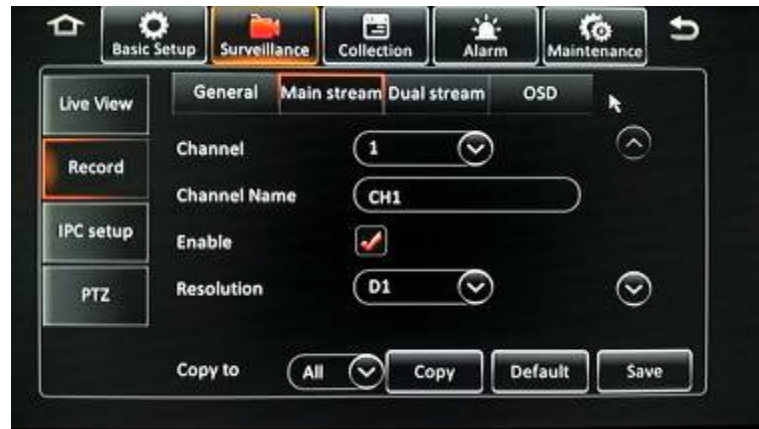 Basic Setup Surveillance Collection Alarm Maintenance
General Main stream Dual stream OSD
Live View
Record
IPC setup
PTZ
Channel 1
Channel Name CH1
Enable
Resolution D1
Copy to All Copy Default Save